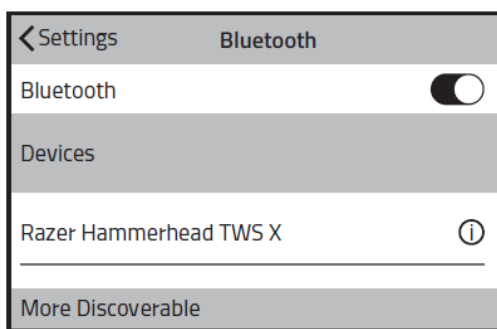 Settings Bluetooth
Bluetooth
Devices
Razer Hammerhead TWS X
More Discoverable